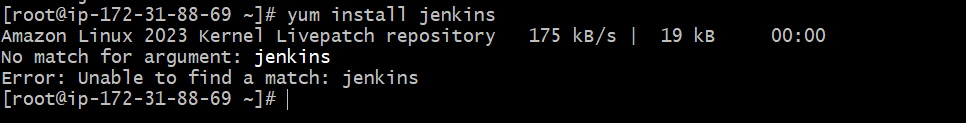 [root@ip-172-31-88-69 ~]# yum install jenkins
Amazon Linux 2023 Kernel Livepatch repository   175 kB/s |  19 kB     00:00
No match for argument: jenkins
Error: Unable to find a match: jenkins
[root@ip-172-31-88-69 ~]#